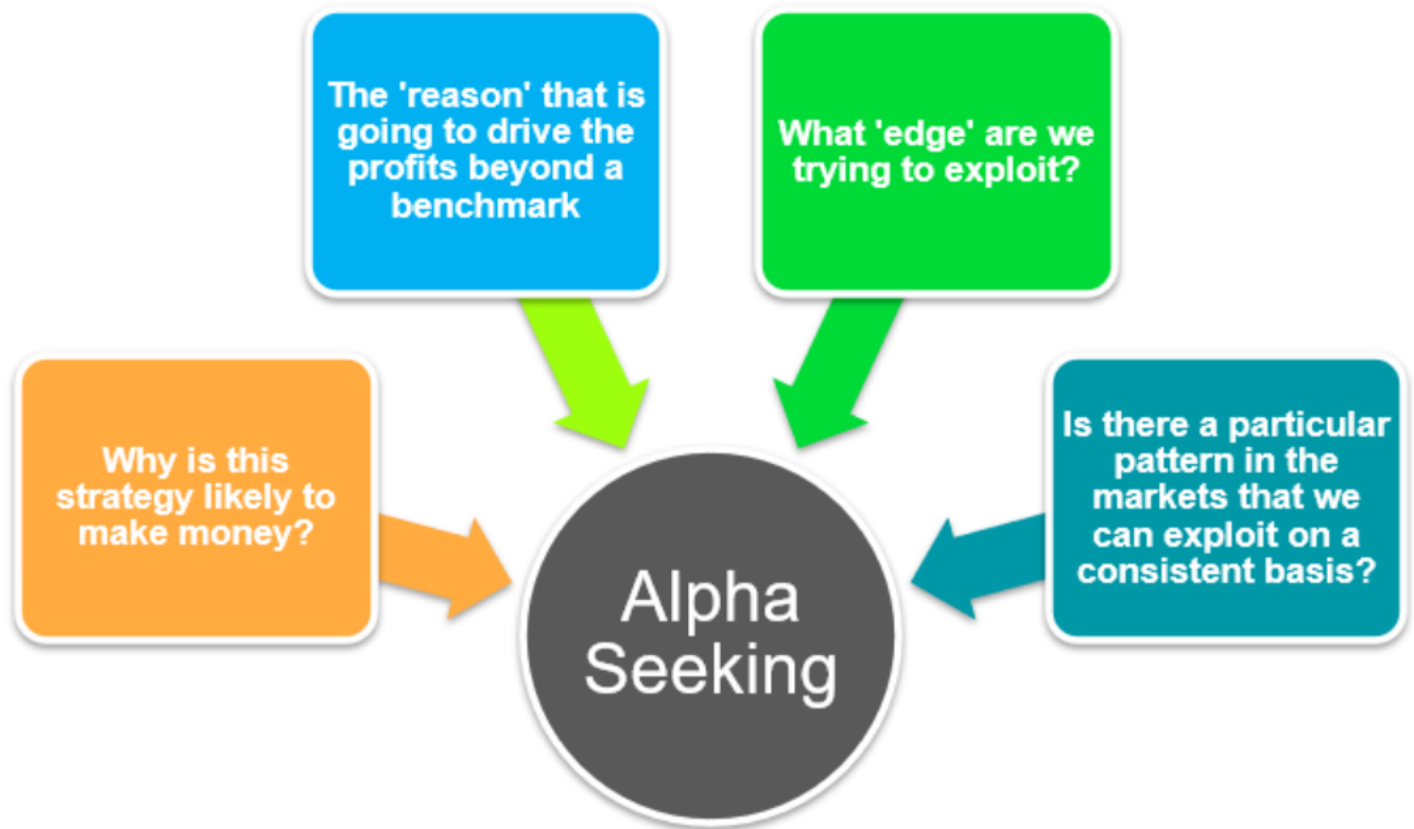 The 'reason' that is
going to drive the
profits beyond a
benchmark
What 'edge' are we
trying to exploit?
Why is this
strategy likely to
make money?
Is there a particular
pattern in the
markets that we
can exploit on a
consistent basis?
Alpha
Seeking